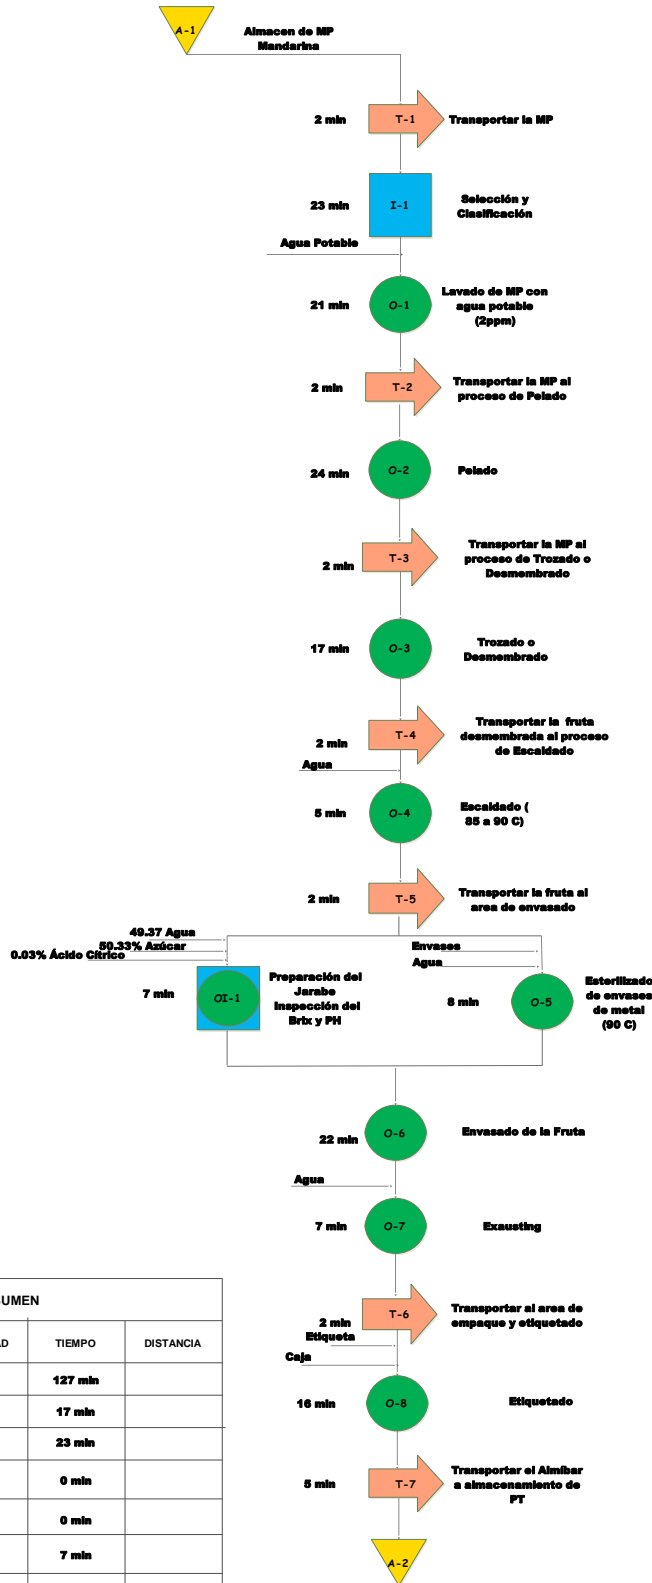 A-1
Almacen de MP
Mandarina
2 min
T-1
Transportar la MP
23 min
I-1
Selección y
Clasificación
Agua Potable
21 min
O-1
Lavado de MP con
agua potable
(2ppm)
2 min
T-2
Transportar la MP al
proceso de Pelado
24 min
O-2
Pelado
2 min
T-3
Transportar la MP al
proceso de Trozado o
Desmembrado
17 min
O-3
Trozado o
Desmembrado
2 min
T-4
Transportar la fruta
desmembrada al proceso
de Escaldado
Agua
5 min
O-4
Escaldado (
85 a 90 C)
2 min
T-5
Transportar la fruta al
area de envasado
49.37 Agua
50.33% Azúcar
0.03% Ácido Cítrico
7 min
OI-1
Preparación del
Jarabe
Inspección del
Brix y PH
Envases
Agua
8 min
O-5
Esterilizado
de envases
de metal
(90 C)
22 min
O-6
Envasado de la Fruta
Agua
7 min
O-7
Exausting
2 min
T-6
Transportar al area de
empaque y etiquetado
Etiqueta
Caja
16 min
O-8
Etiquetado
5 min
T-7
Transportar el Almíbar
a almacenamiento de
PT
A-2
UMEN
AD TIEMPO DISTANCIA
127 min
17 min
23 min
0 min
0 min
7 min